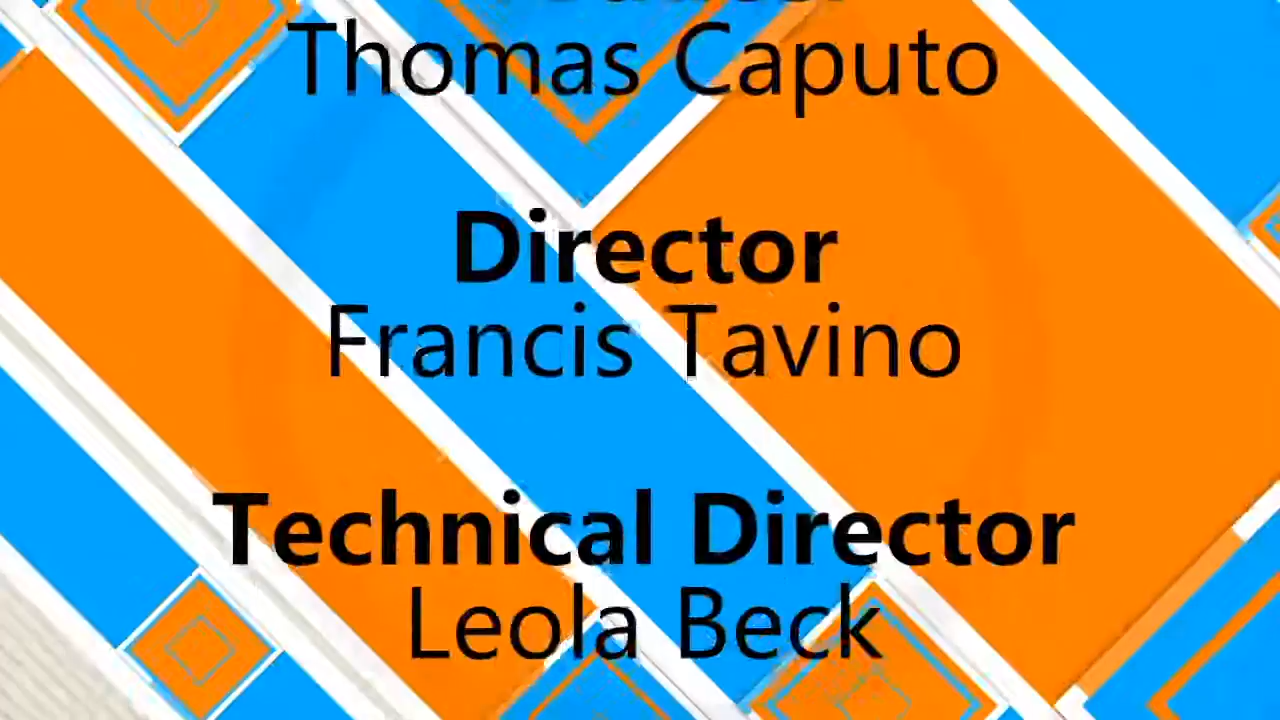 Thomas Caputo
Director
Francis Tavino
Technical Director
Leola Beck